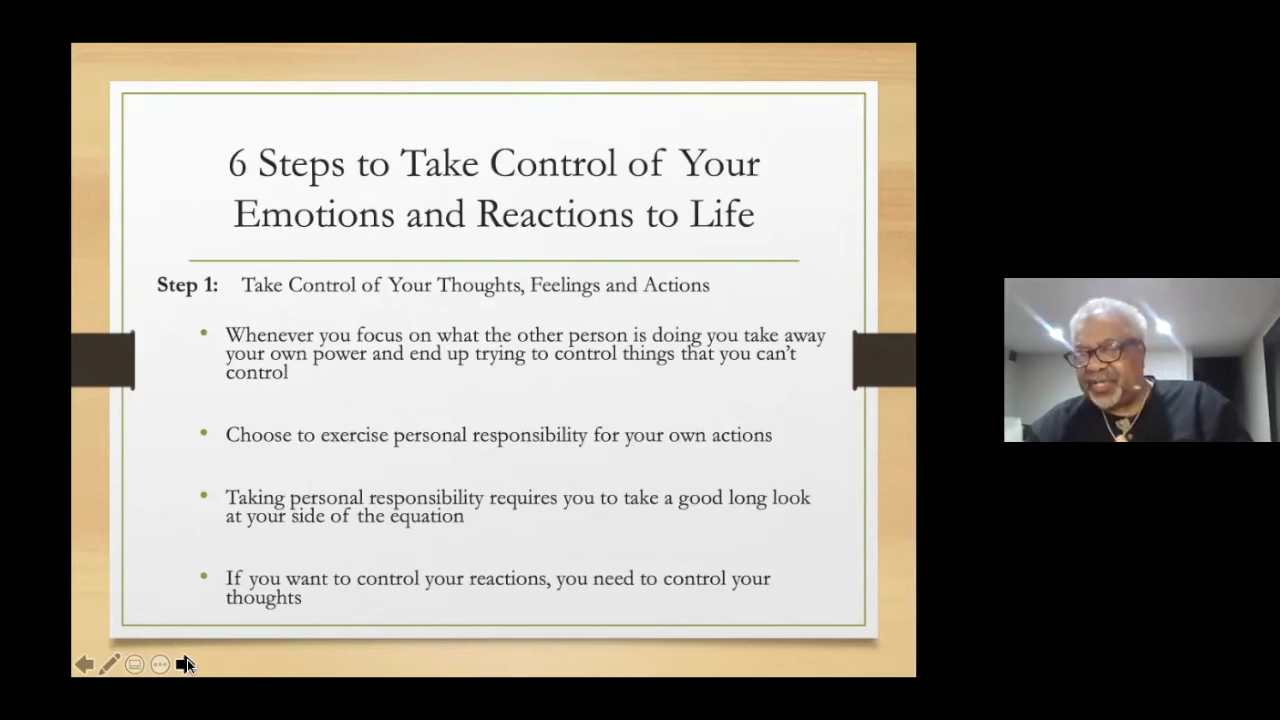 6 Steps to Take Control of Your
Emotions and Reactions to Life
Step 1: Take Control of Your Thoughts, Feelings and Actions
• Whenever you focus on what the other person is doing you take away
your own power and end up trying to control things that you can’t
control
• Choose to exercise personal responsibility for your own actions
• Taking personal responsibility requires you to take a good long look
at your side of the equation
• If you want to control your reactions, you need to control your
thoughts